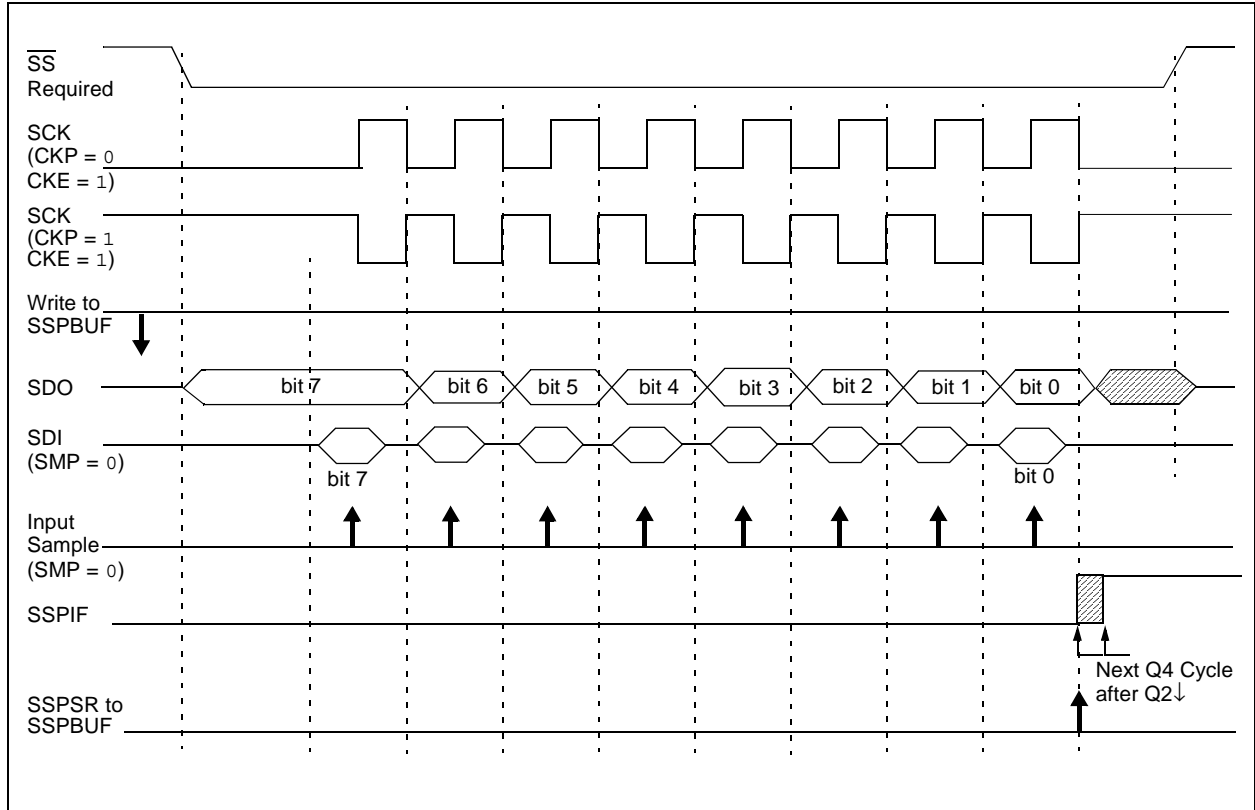 SS
Required
SCK
(CKP = 0
CKE = 1)
SCK
(CKP = 1
CKE = 1)
Write to
SSPBUF
SDO
bit 7 bit 6 bit 5 bit 4 bit 3 bit 2 bit 1 bit 0
SDI
(SMP = 0)
bit 7 bit 0
Input
Sample
(SMP = 0)
SSPIF
Next Q4 Cycle
after Q2↓
SSPSR to
SSPBUF